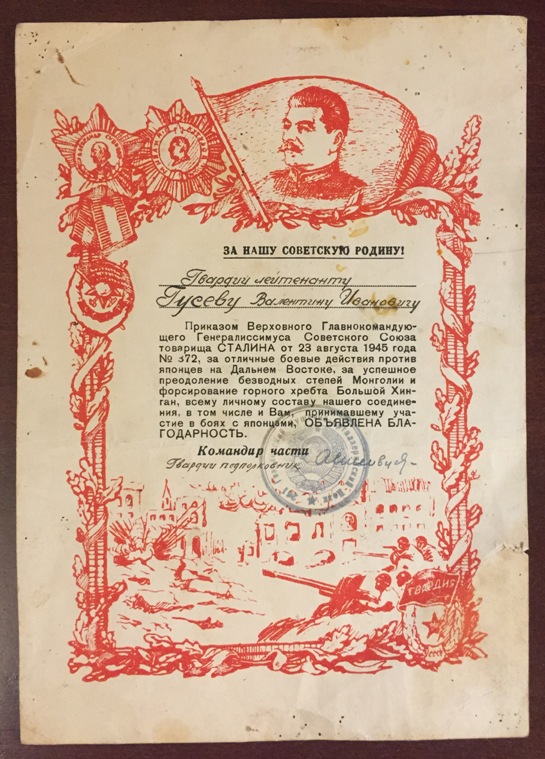 ЗА НАШУ СОВЕТСКУЮ РОДИНУ!
Гвардии лейтенанту
Гусеву Валентину Ивановичу
Приказом Верховного Главнокомандую-
щего Генералиссимуса Советского Союза
товарища СТАЛИНА от 23 августа 1945 года
№ 372, за отличные боевые действия против
японцев на Дальнем Востоке, за успешное
преодоление безводных степей Монголии и
форсирование горного хребта Большой Хин-
ган, всему личному составу нашего соедине-
ния, в том числе и Вам, принимавшему уча-
стие в боях с японцами, ОБЪЯВЛЕНА БЛА-
ГОДАРНОСТЬ.
Командир части
Гвардии подполковник
ГВАРДИЯ